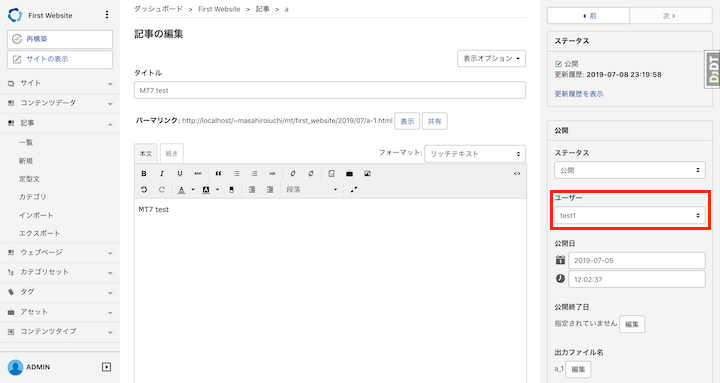 First Website
再構築
サイトの表示
サイト
コンテンツデータ
記事
一覧
新規
定型文
カテゴリ
インポート
エクスポート
ウェブページ
カテゴリセット
タグ
アセット
コンテンツタイプ
ADMIN
ダッシュボード > First Website > 記事 > a
記事の編集
表示オプション
タイトル
MT7 test
パーマリンク: http://localhost/~masahiroiuchi/mt/first_website/2019/07/a-1.html 表示 共有
本文 続き フォーマット: リッチテキスト
B I U ABC
A A 段落
MT7 test
前 次
ステータス
公開
更新履歴: 2019-07-08 23:19:58
更新履歴を表示
DJDT
公開
ステータス
公開
ユーザー
test1
公開日
2019-07-05
12:02:37
公開終了日
指定されていません 編集
出力ファイル名
a_1 編集